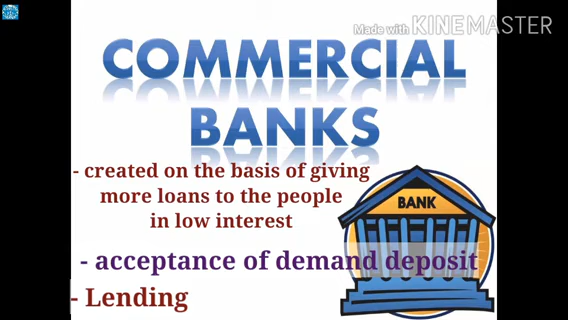 Made with KINEMASTER
COMMERCIAL
BANKS
- created on the basis of giving
more loans to the people
in low interest
BANK
- acceptance of demand deposit
- Lending